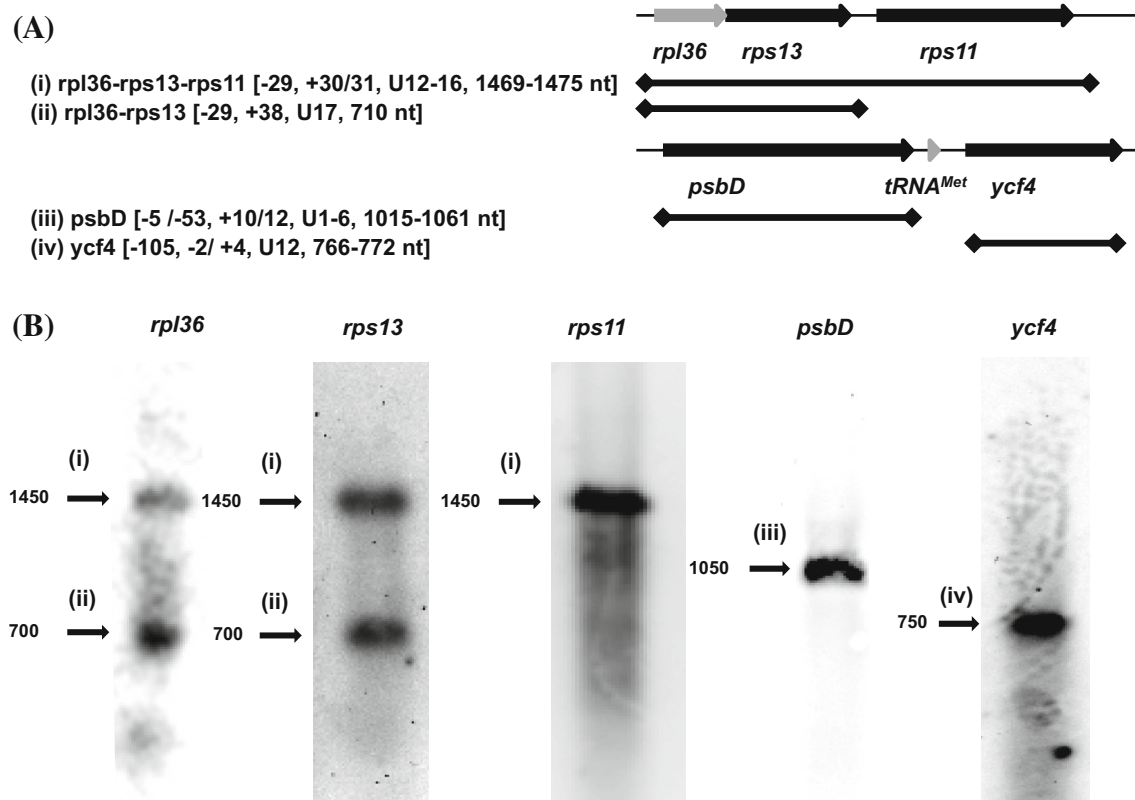 (A)
rpl36 rps13 rps11
(i) rpl36-rps13-rps11 [-29, +30/31, U12-16, 1469-1475 nt]
(ii) rpl36-rps13 [-29, +38, U17, 710 nt]
psbD tRNAMet ycf4
(iii) psbD [-5 /-53, +10/12, U1-6, 1015-1061 nt]
(iv) ycf4 [-105, -2/ +4, U12, 766-772 nt]
(B)
rpl36 rps13 rps11 psbD ycf4
(i) (i) (i)
1450 1450 1450
(iii)
1050
(ii) (ii) (iv)
700 700 750